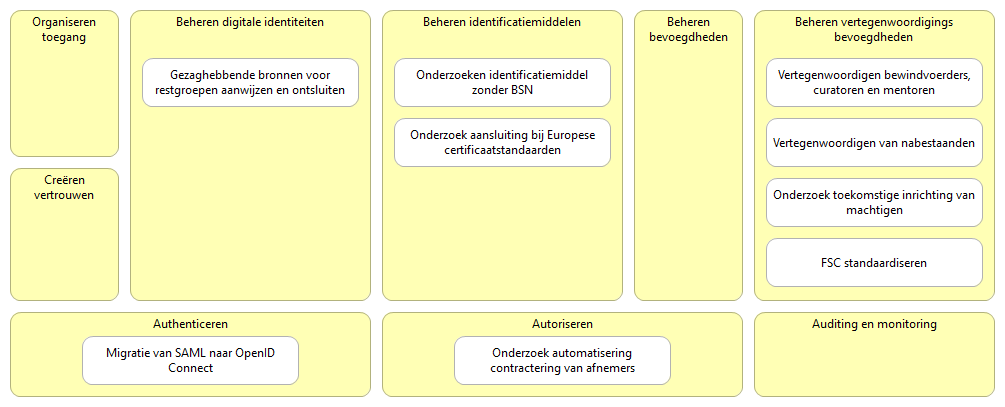 Organiseren
toegang
Beheren digitale identiteiten
Gezaghebbende bronnen voor
restgroepen aanwijzen en ontsluiten
Beheren identificatiemiddelen
Onderzoeken identificatiemiddel
zonder BSN
Onderzoek aansluiting bij Europese
certificaatstandaarden
Beheren
bevoegdheden
Beheren vertegenwoordigings
bevoegdheden
Vertegenwoordigen bewindvoerders,
curatoren en mentoren
Vertegenwoordigen van nabestaanden
Onderzoek toekomstige inrichting van
machtigen
FSC standaardiseren
Creëren
vertrouwen
Authenticeren
Migratie van SAML naar OpenID
Connect
Autoriseren
Onderzoek automatisering
contractering van afnemers
Auditing en monitoring